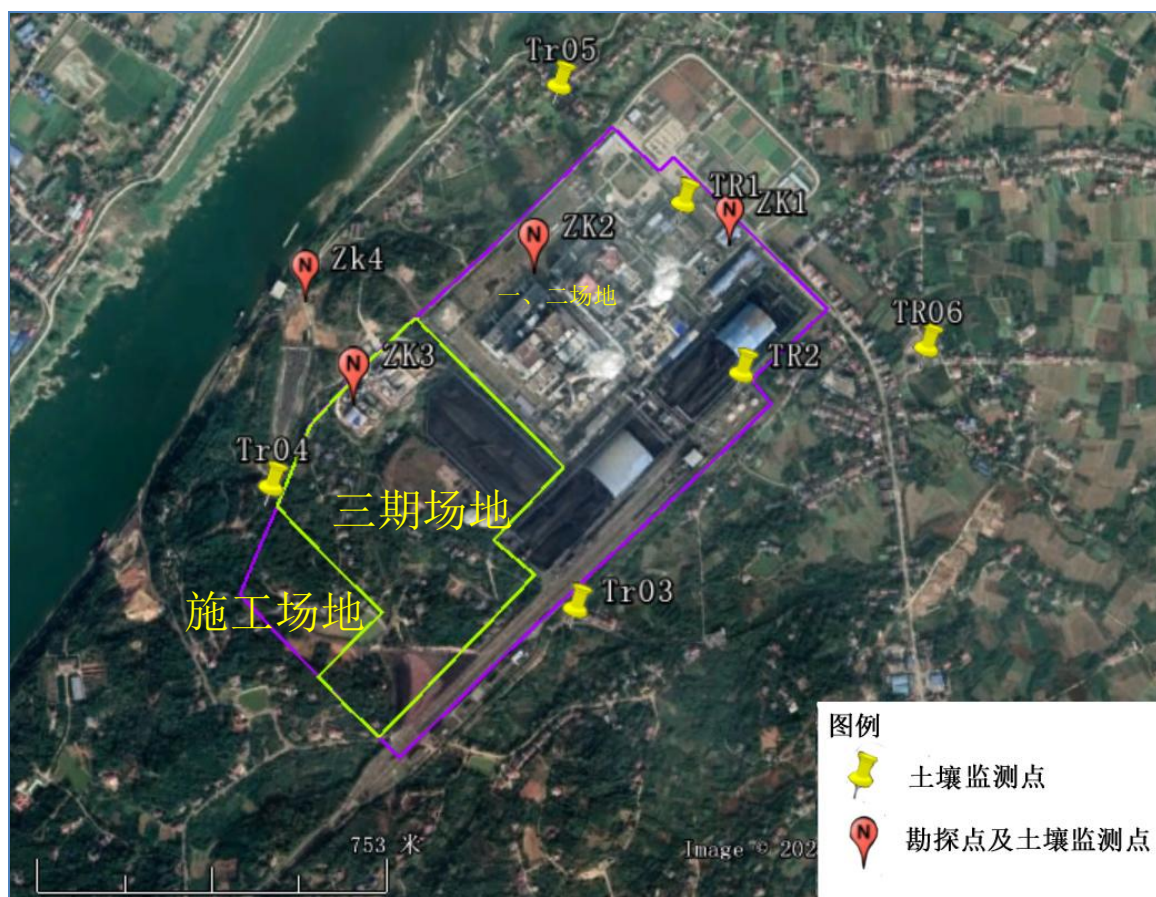 Tr05
TR1
ZK1
ZK2
Zk4
一、二场地
TR06
ZK3
TR2
Tr04
三期场地
Tr03
施工场地
图例
土壤监测点
753 米
Image © 202
N
勘探点及土壤监测点